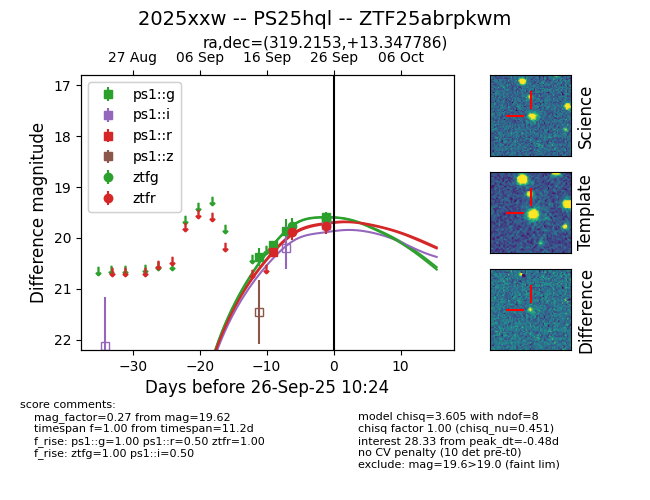 2025xxw -- PS25hql -- ZTF25abrpkwm
ra,dec=(319.2153,+13.347786)
27 Aug 06 Sep 16 Sep 26 Sep 06 Oct
17
18
19
20
21
22
Difference magnitude
ps1::g
ps1::i
ps1::r
ps1::z
ztfg
ztfr
−30 −20 −10 0 10
Days before 26-Sep-25 10:24
Science
Template
Difference
score comments:
mag_factor=0.27 from mag=19.62
timespan f=1.00 from timespan=11.2d
f_rise: ps1::g=1.00 ps1::r=0.50 ztfr=1.00
f_rise: ztfg=1.00 ps1::i=0.50
model chisq=3.605 with ndof=8
chisq factor 1.00 (chisq_nu=0.451)
interest 28.33 from peak_dt=-0.48d
no CV penalty (10 det pre-t0)
exclude: mag=19.6>19.0 (faint lim)